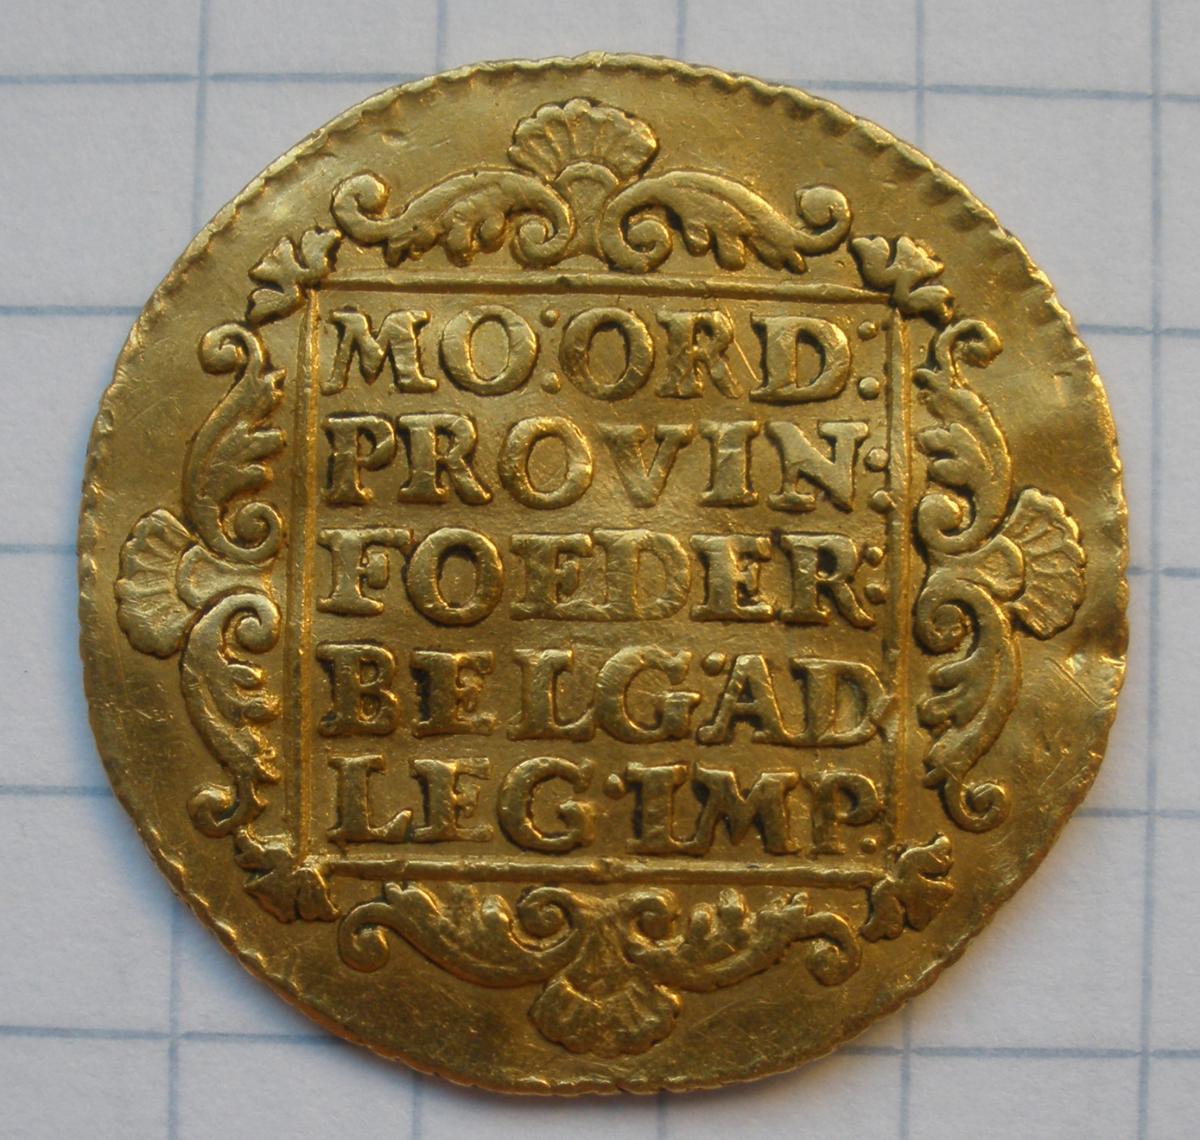 MO:ORD:
PROVIN:
FOEDER:
BELG·AD
LEG·IMP.